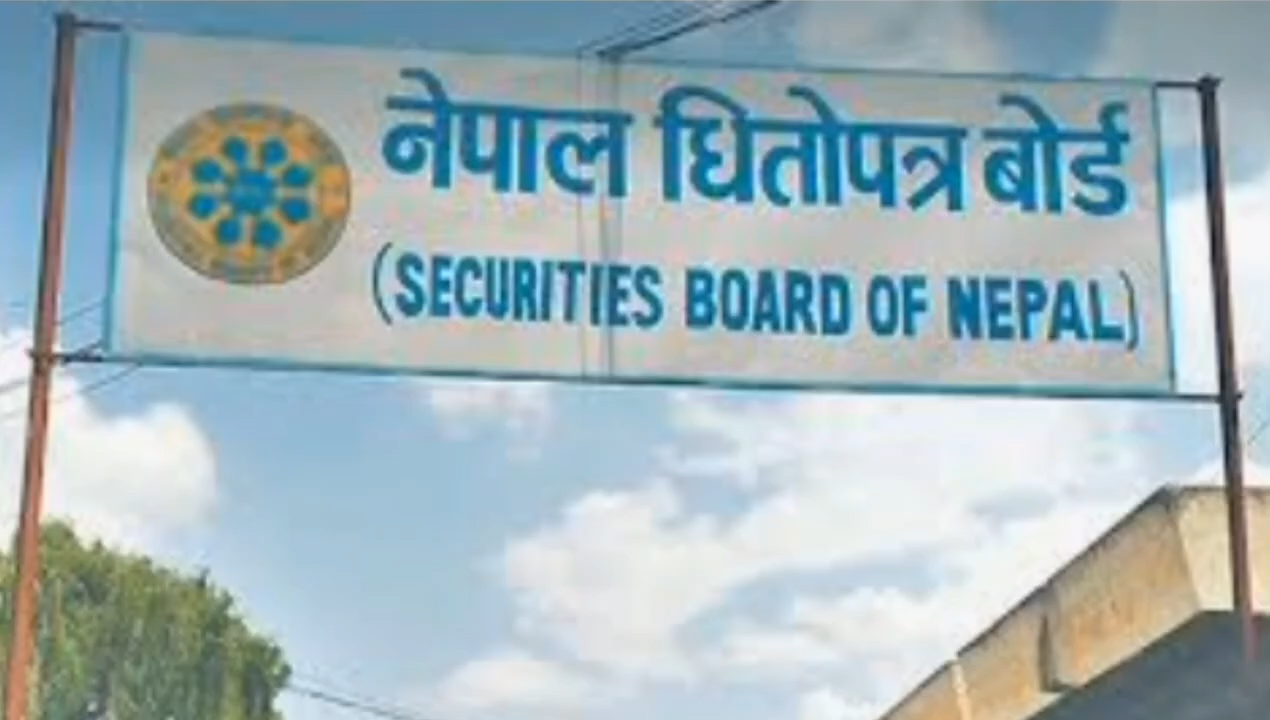 नेपाल धितोपत्र बोर्ड
(SECURITIES BOARD OF NEPAL)